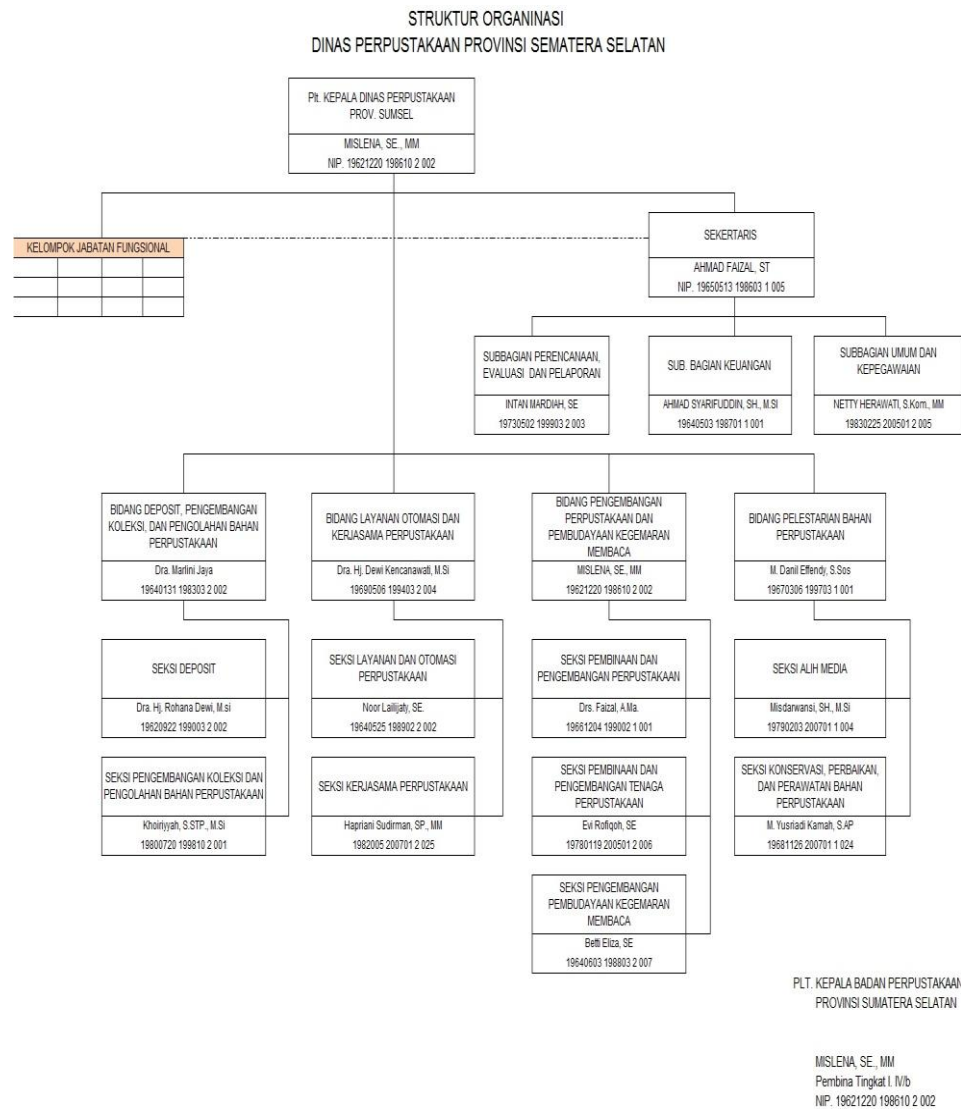 STRUKTUR ORGANINASI
DINAS PERPUSTAKAAN PROVINSI SEMATERA SELATAN
Plt. KEPALA DINAS PERPUSTAKAAN
PROV. SUMSEL
MISLENA, SE., MM
NIP. 19621220 198610 2 002
KELOMPOK JABATAN FUNGSIONAL
SEKERTARIS
AHMAD FAIZAL, ST
NIP. 19650513 198603 1 005
SUBBAGIAN PERENCANAAN,
EVALUASI DAN PELAPORAN
INTAN MARDIAH, SE
19730502 199903 2 003
SUB. BAGIAN KEUANGAN
AHMAD SYARIFUDDIN, SH., M.SI
19640503 198701 1 001
SUBBAGIAN UMUM DAN
KEPEGAWAIAN
NETTY HERAWATI, S.Kom., MM
19830225 200501 2 005
BIDANG DEPOSIT, PENGEMBANGAN
KOLEKSI, DAN PENGOLAHAN BAHAN
PERPUSTAKAAN
Dra. Marlini Jaya
19640131 198303 2 002
BIDANG LAYANAN OTOMASI DAN
KERJASAMA PERPUSTAKAAN
Dra. Hj. Dewi Kencanawati, M.Si
19690506 199403 2 004
BIDANG PENGEMBANGAN
PERPUSTAKAAN DAN
PEMBUDAYAAN KEGEMARAN
MEMBACA
MISLENA, SE., MM
19621220 198610 2 002
BIDANG PELESTARIAN BAHAN
PERPUSTAKAAN
M. Danil Effendy, S.Sos
19670306 199703 1 001
SEKSI DEPOSIT
Dra. Hj. Rohana Dewi, M.si
19620922 199003 2 002
SEKSI LAYANAN DAN OTOMASI
PERPUSTAKAAN
Noor Lailijaty, SE.
19640525 198902 2 002
SEKSI PEMBINAAN DAN
PENGEMBANGAN PERPUSTAKAAN
Drs. Faizal, A.Ma.
19661204 199002 1 001
SEKSI ALIH MEDIA
Misdarwansi, SH., M.Si
19790203 200701 1 004
SEKSI PENGEMBANGAN KOLEKSI DAN
PENGOLAHAN BAHAN PERPUSTAKAAN
Khoiriyyah, S.STP., M.Si
19800720 199810 2 001
SEKSI KERJASAMA PERPUSTAKAAN
Hapriani Sudirman, SP., MM
1982005 200701 2 025
SEKSI PEMBINAAN DAN
PENGEMBANGAN TENAGA
PERPUSTAKAAN
Evi Rofiqoh, SE
19780119 200501 2 006
SEKSI KONSERVASI, PERBAIKAN,
DAN PERAWATAN BAHAN
PERPUSTAKAAN
M. Yusriadi Kamah, S.AP
19681126 200701 1 024
SEKSI PENGEMBANGAN
PEMBUDAYAAN KEGEMARAN
MEMBACA
Betti Eliza, SE
19640603 198803 2 007
PLT. KEPALA BADAN PERPUSTAKAAN
PROVINSI SUMATERA SELATAN
MISLENA, SE., MM
Pembina Tingkat I. IV/b
NIP. 19621220 198610 2 002